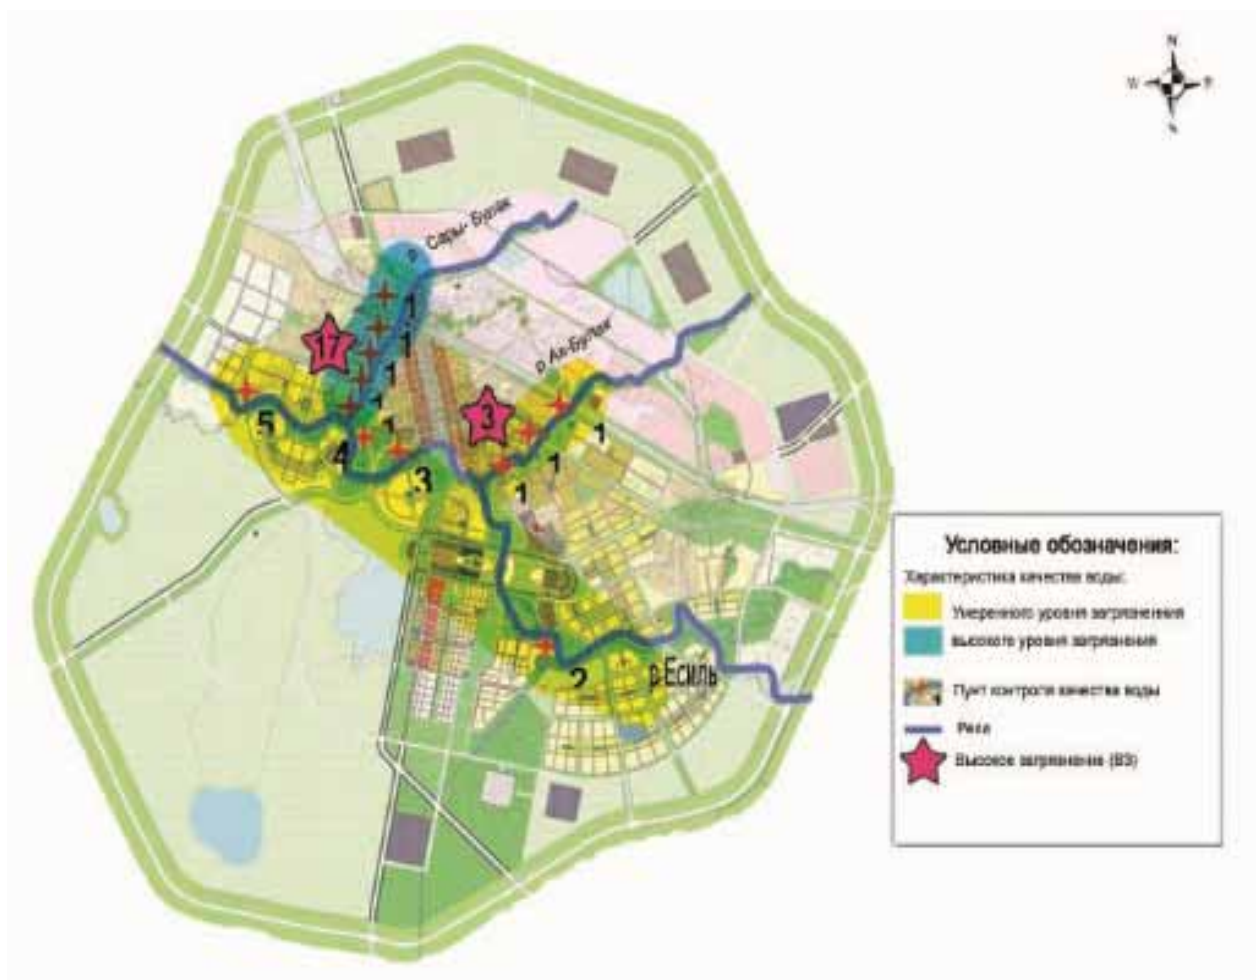 N
W
р. Сары- Булак
17
1
1
1
1
1
р Ак-Булак
3
1
1
1
5
4
3
2
р.Есиль
Условные обозначения:
Характеристика качества воды:
Умеренного уровня загрязнения
высокого уровня загрязнения
Пунт контроля качества воды
Река
Высокое загрязнение (ВЗ)